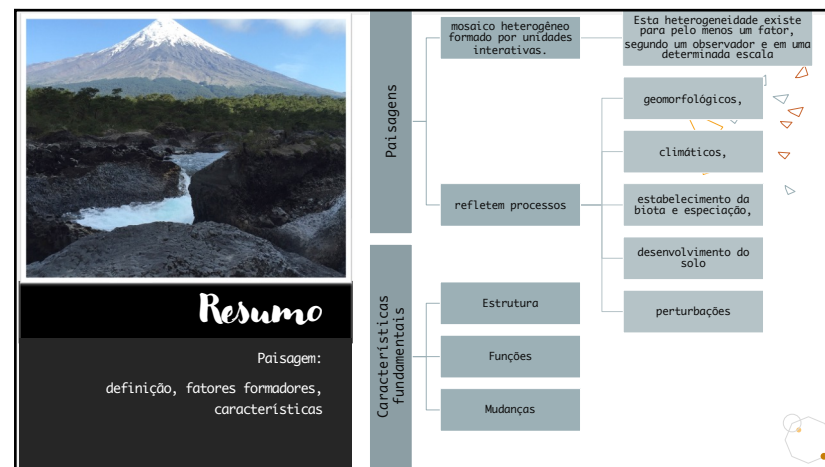 Resumo
Paisagem:
definição, fatores formadores,
características
Paisagens
mosaico heterogêneo
formado por unidades
interativas.
Esta heterogeneidade existe
para pelo menos um fator,
segundo um observador e em uma
determinada escala
refletem processos
geomorfológicos,
climáticos,
estabelecimento da
biota e especiação,
desenvolvimento do
solo
perturbações
Características
fundamentais
Estrutura
Funções
Mudanças